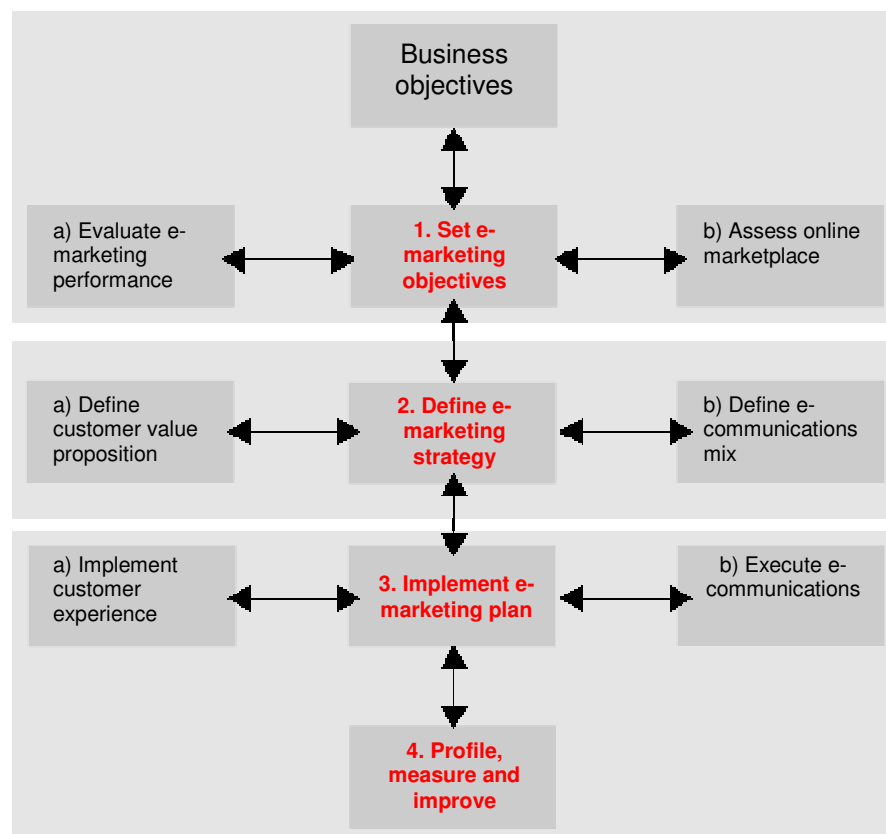 Business
objectives
a) Evaluate e-
marketing
performance
1. Set e-
marketing
objectives
b) Assess online
marketplace
a) Define
customer value
proposition
2. Define e-
marketing
strategy
b) Define e-
communications
mix
a) Implement
customer
experience
3. Implement e-
marketing plan
b) Execute e-
communications
4. Profile,
measure and
improve